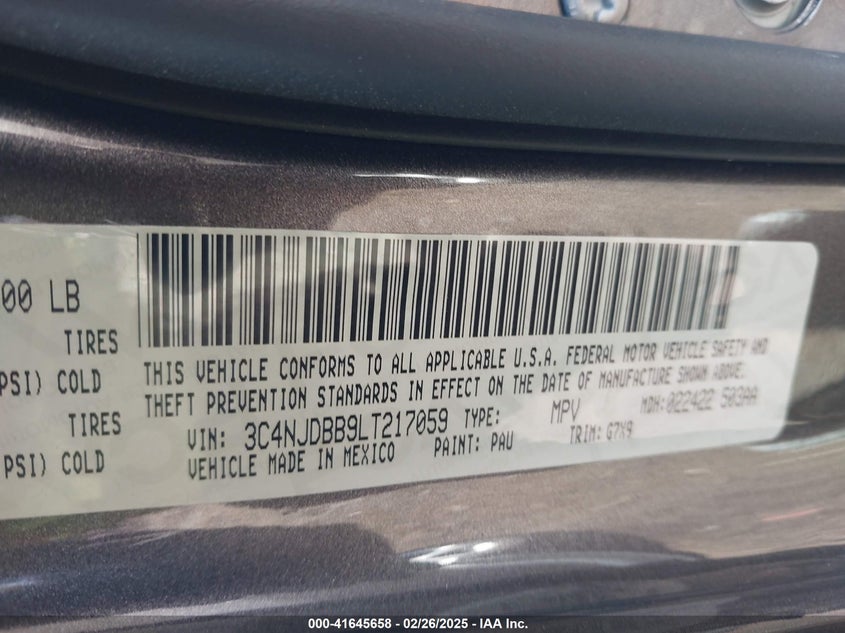 00 LB
TIRES
PSI) COLD
TIRES
PSI) COLD
THIS VEHICLE CONFORMS TO ALL APPLICABLE U.S.A. FEDERAL MOTOR VEHICLE SAFETY AND
THEFT PREVENTION STANDARDS IN EFFECT ON THE DATE OF MANUFACTURE SHOWN ABOVE.
VIN: 3C4NJDBB9LT217059 TYPE: MPV MDH: 022422 503AA
VEHICLE MADE IN MEXICO PAINT: PAU TRIM: G7X9
000-41645658 - 02/26/2025 - IAA Inc.